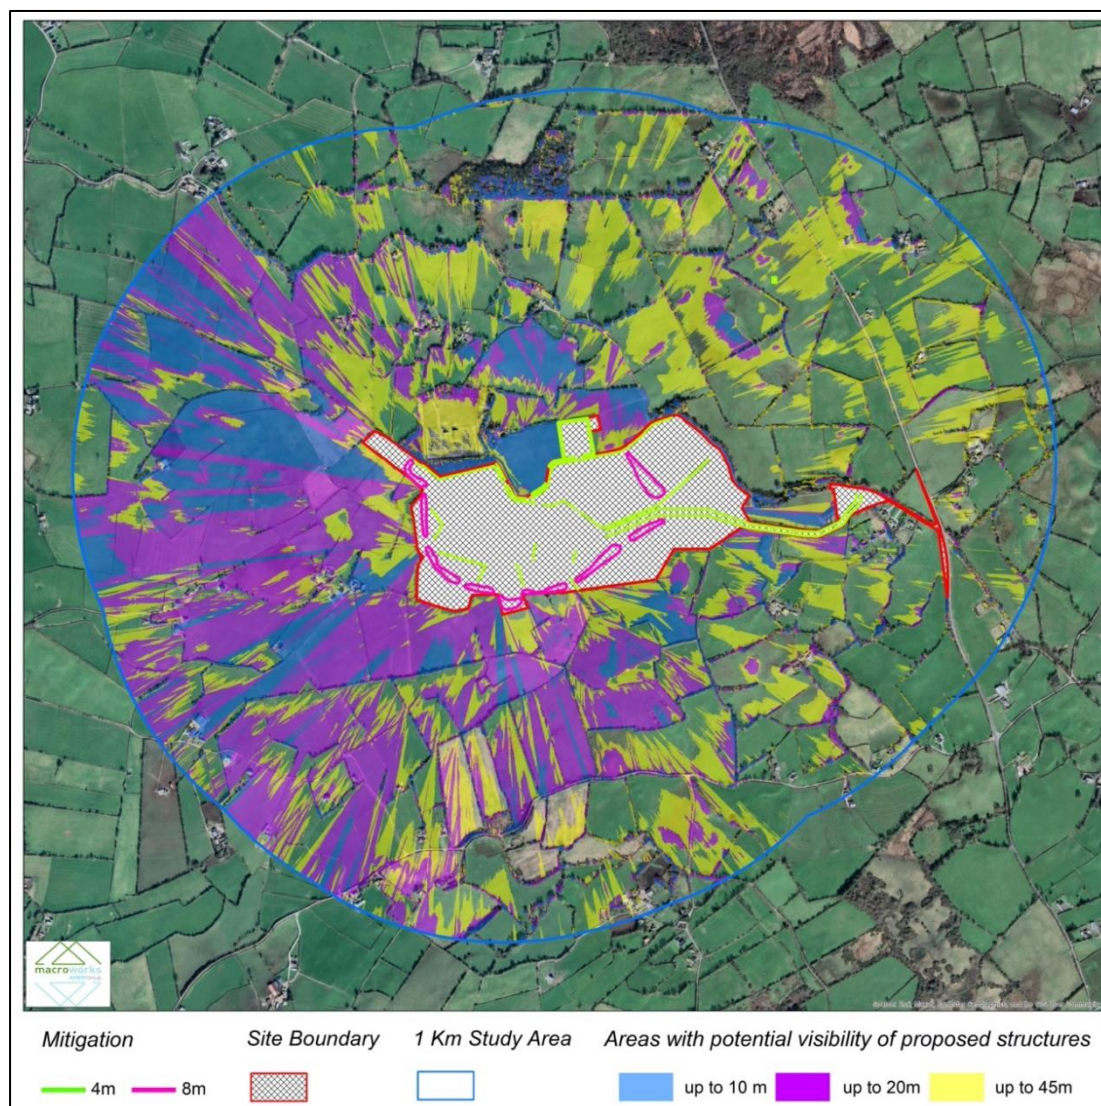 macroworks
Mitigation
Site Boundary
1 Km Study Area
Areas with potential visibility of proposed structures
4m
8m
up to 10 m
up to 20m
up to 45m